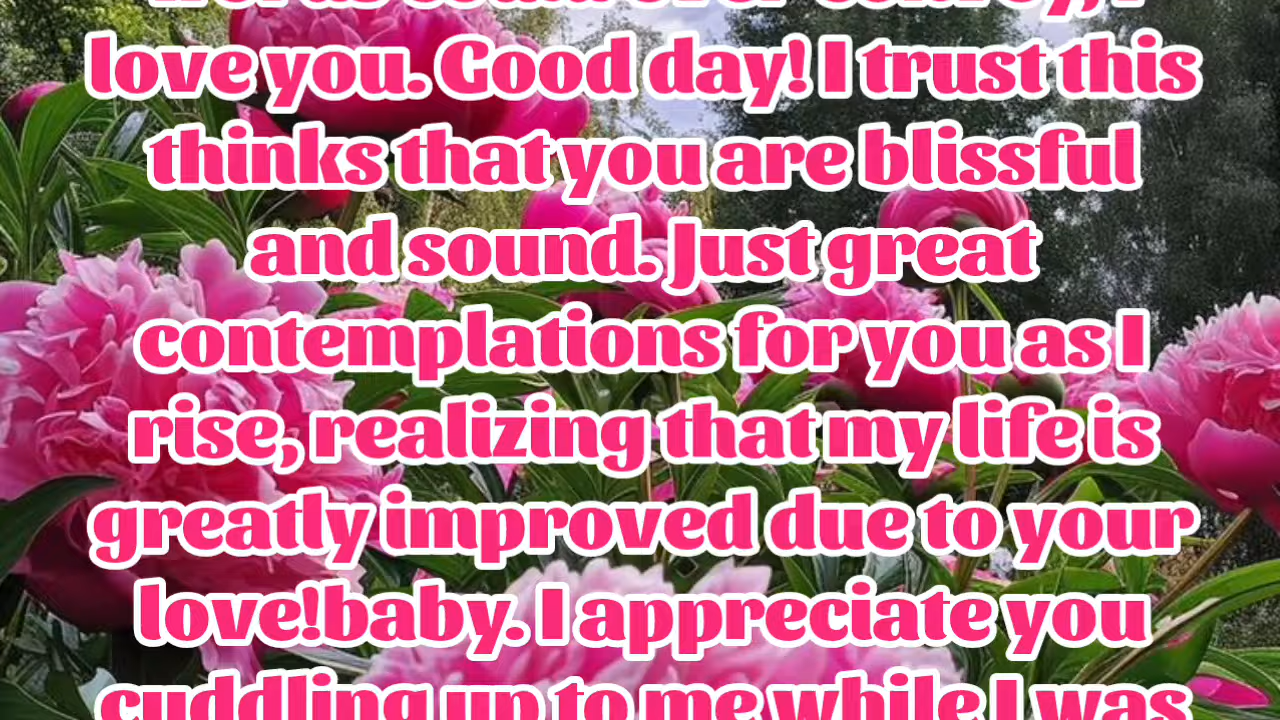 love you. Good day! I trust this
thinks that you are blissful
and sound. Just great
contemplations for you as I
rise, realizing that my life is
greatly improved due to your
love!baby. I appreciate you
cuddling up to me while I was